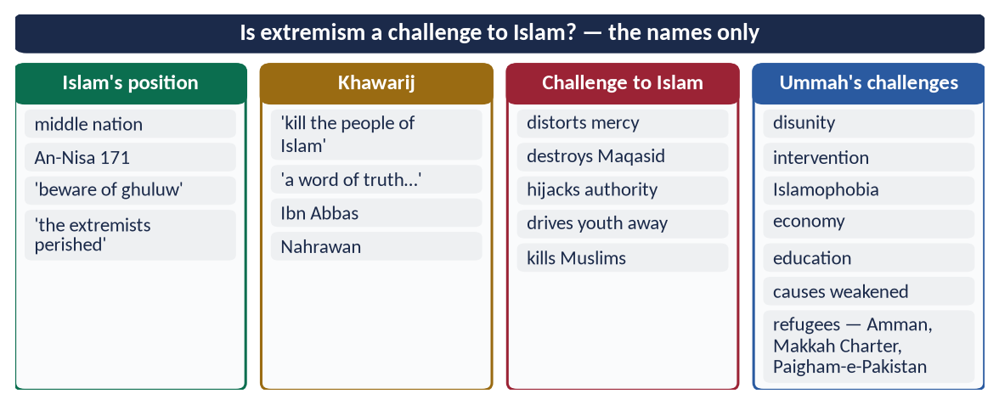 Is extremism a challenge to Islam? — the names only
Islam's position
middle nation
An-Nisa 171
'beware of ghuluw'
'the extremists
perished'
Khawarij
'kill the people of
Islam'
'a word of truth...'
Ibn Abbas
Nahrawan
Challenge to Islam
distorts mercy
destroys Maqasid
hijacks authority
drives youth away
kills Muslims
Ummah's challenges
disunity
intervention
Islamophobia
economy
education
causes weakened
refugees — Amman,
Makkah Charter,
Paigham-e-Pakistan